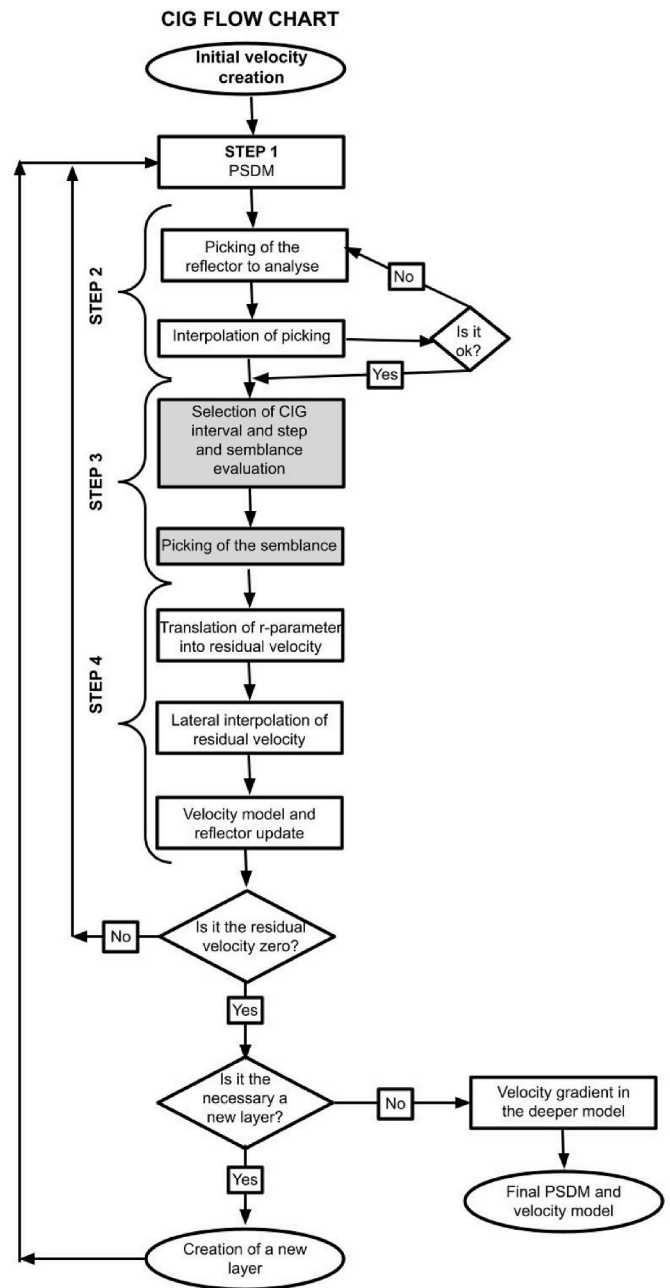 CIG FLOW CHART
Initial velocity
creation
STEP 1
PSDM
STEP 2
Picking of the
reflector to analyse
No
Interpolation of picking
Is it
ok?
Yes
STEP 3
Selection of CIG
interval and step
and semblance
evaluation
Picking of the semblance
STEP 4
Translation of r-parameter
into residual velocity
Lateral interpolation of
residual velocity
Velocity model and
reflector update
Is it the residual
velocity zero?
No
Yes
Is it the
necessary a
new layer?
No
Velocity gradient in
the deeper model
Yes
Final PSDM and
velocity model
Creation of a new
layer